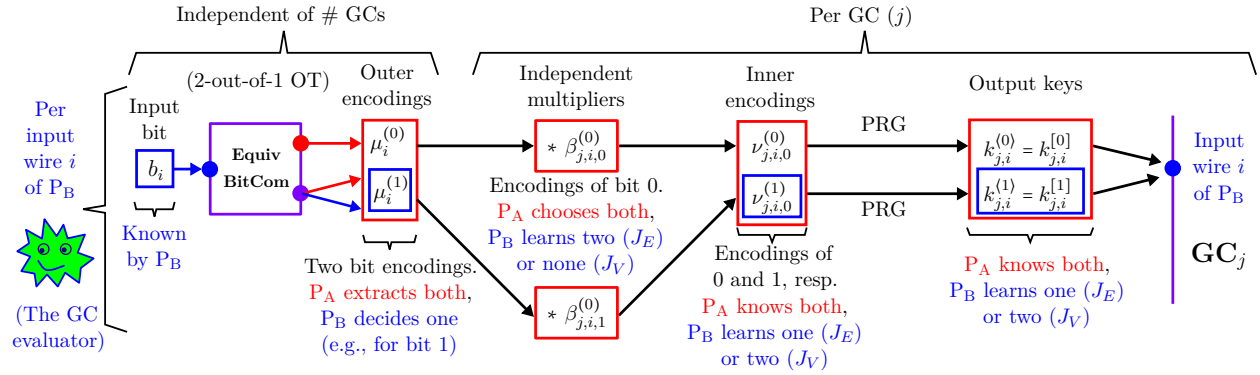 Independent of # GCs
Per GC (j)
Per
input
wire i
of P_B
(The GC
evaluator)
Input
bit
b_i
Known
by P_B
(2-out-of-1 OT)
Equiv
BitCom
Outer
encodings
μ_i^{(0)}
μ_i^{(1)}
Two bit encodings.
P_A extracts both,
P_B decides one
(e.g., for bit 1)
Independent
multipliers
* β_{j,i,0}^{(0)}
Encodings of bit 0.
P_A chooses both,
P_B learns two (J_E)
or none (J_V)
* β_{j,i,1}^{(0)}
Inner
encodings
ν_{j,i,0}^{(0)}
ν_{j,i,0}^{(1)}
Encodings of
0 and 1, resp.
P_A knows both,
P_B learns one (J_E)
or two (J_V)
PRG
PRG
Output keys
k_{j,i}^{⟨0⟩} = k_{j,i}^{[0]}
k_{j,i}^{⟨1⟩} = k_{j,i}^{[1]}
P_A knows both,
P_B learns one (J_E)
or two (J_V)
Input
wire i
of P_B
GC_j